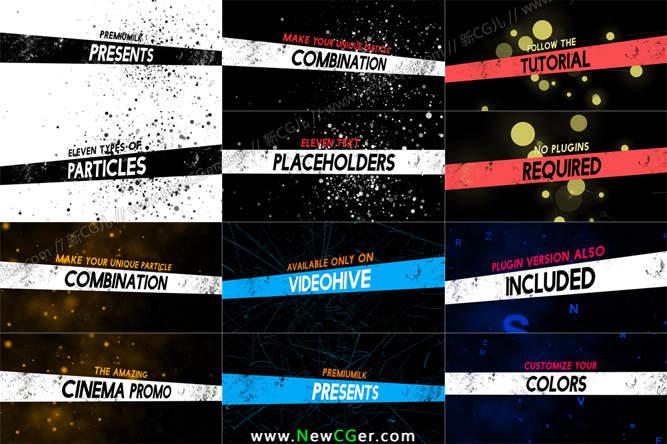 PREMIUMILK
PRESENTS
MAKE YOUR UNIQUE PARTICLE
COMBINATION
FOLLOW THE
TUTORIAL
ELEVEN TYPES OF
PARTICLES
ELEVEN TEXT
PLACEHOLDERS
NO PLUGINS
REQUIRED
MAKE YOUR UNIQUE PARTICLE
COMBINATION
AVAILABLE ONLY ON
VIDEOHIVE
PLUGIN VERSION ALSO
INCLUDED
THE AMAZING
CINEMA PROMO
PREMIUMILK
PRESENTS
CUSTOMIZE YOUR
COLORS
www.NewCGer.com